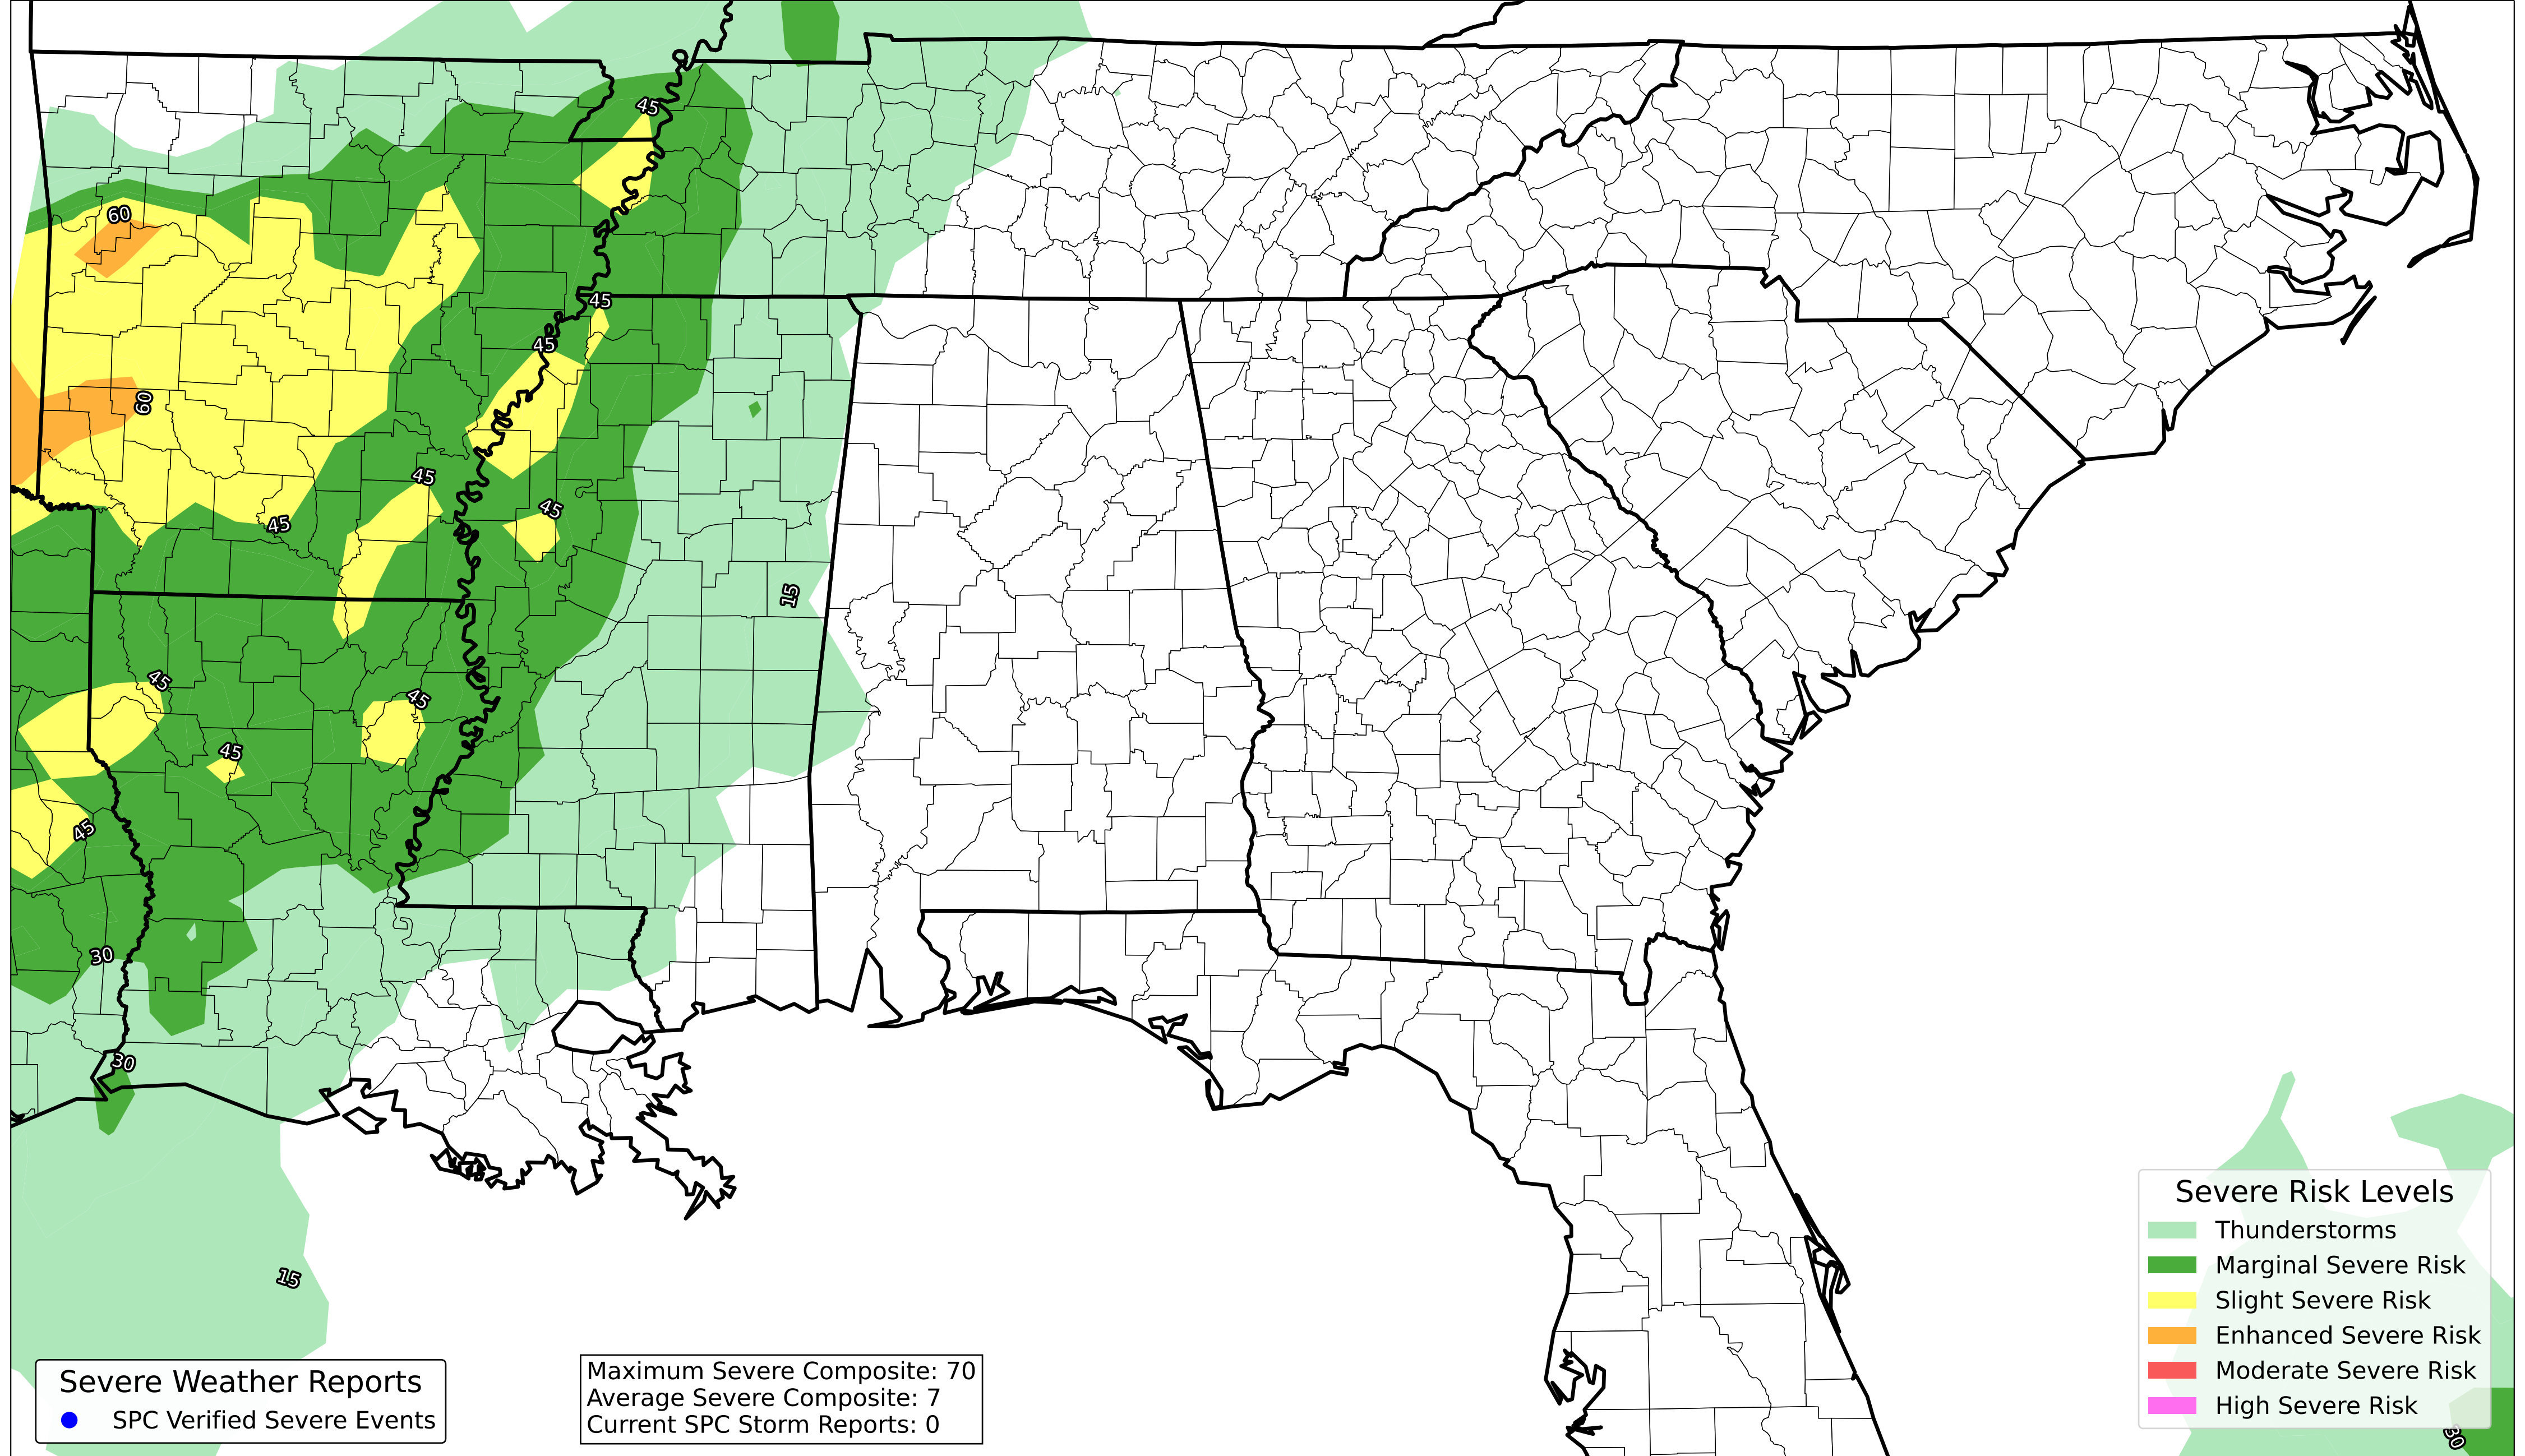 45
60
45
45
60
45
45
45
15
45
45
45
45
30
30
15
Severe Risk Levels
Thunderstorms
Marginal Severe Risk
Slight Severe Risk
Enhanced Severe Risk
Moderate Severe Risk
High Severe Risk
30
Severe Weather Reports
SPC Verified Severe Events
Maximum Severe Composite: 70
Average Severe Composite: 7
Current SPC Storm Reports: 0